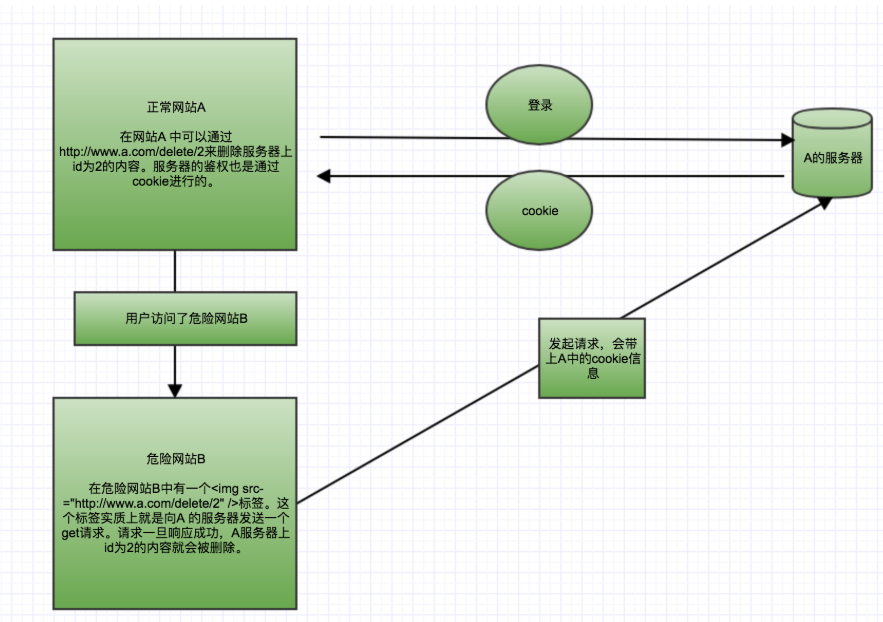 正常网站A
在网站A 中可以通过
http://www.a.com/delete/2来删除服务器上
id为2的内容。服务器的鉴权也是通过
cookie进行的。
登录
A的服务器
cookie
用户访问了危险网站B
发起请求，会带
上A中的cookie信
息
危险网站B
在危险网站B中有一个<img src-
="http://www.a.com/delete/2" />标签。这
个标签实质上就是向A 的服务器发送一个
get请求。请求一旦响应成功，A服务器上
id为2的内容就会被删除。